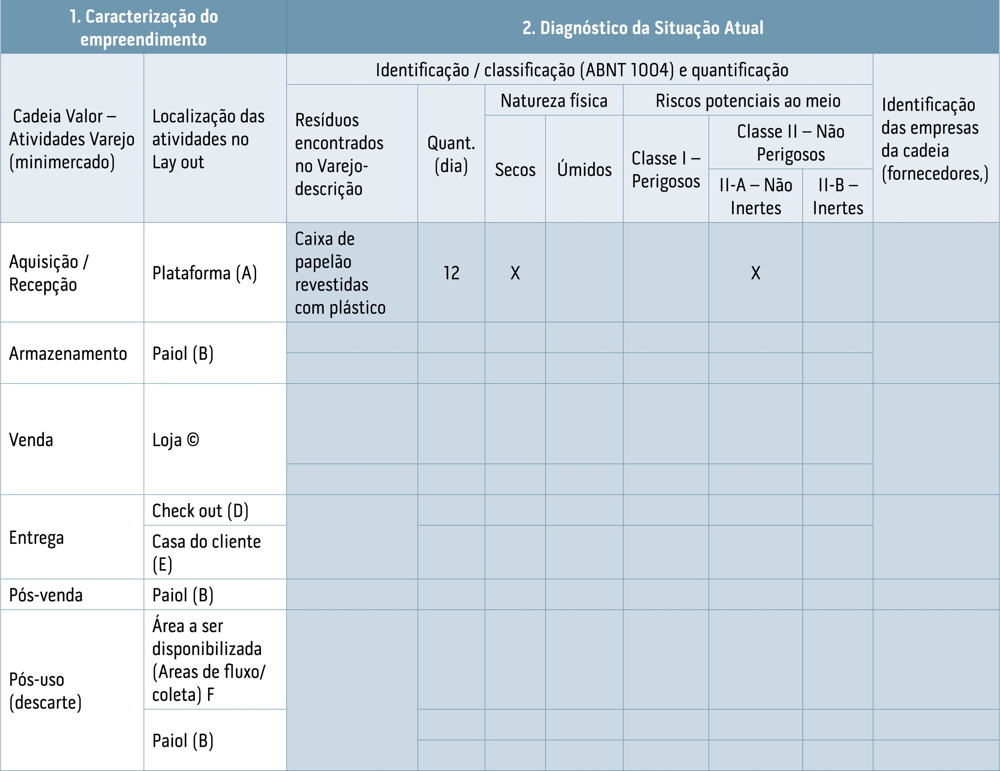 1. Caracterização do
empreendimento
2. Diagnóstico da Situação Atual
Cadeia Valor –
Atividades Varejo
(minimercado)
Localização das
atividades no
Lay out
Identificação / classificação (ABNT 1004) e quantificação
Resíduos
encontrados
no Varejo-
descrição
Quant.
(dia)
Natureza física
Secos
Úmidos
Riscos potenciais ao meio
Classe I –
Perigosos
Classe II – Não
Perigosos
II-A – Não
Inertes
II-B –
Inertes
Identificação
das empresas
da cadeia
(fornecedores,)
Aquisição /
Recepção
Plataforma (A)
Caixa de
papelão
revestidas
com plástico
12
X
X
Armazenamento
Paiol (B)
Venda
Loja ©
Entrega
Check out (D)
Casa do cliente
(E)
Pós-venda
Paiol (B)
Pós-uso
(descarte)
Área a ser
disponibilizada
(Areas de fluxo/
coleta) F
Paiol (B)